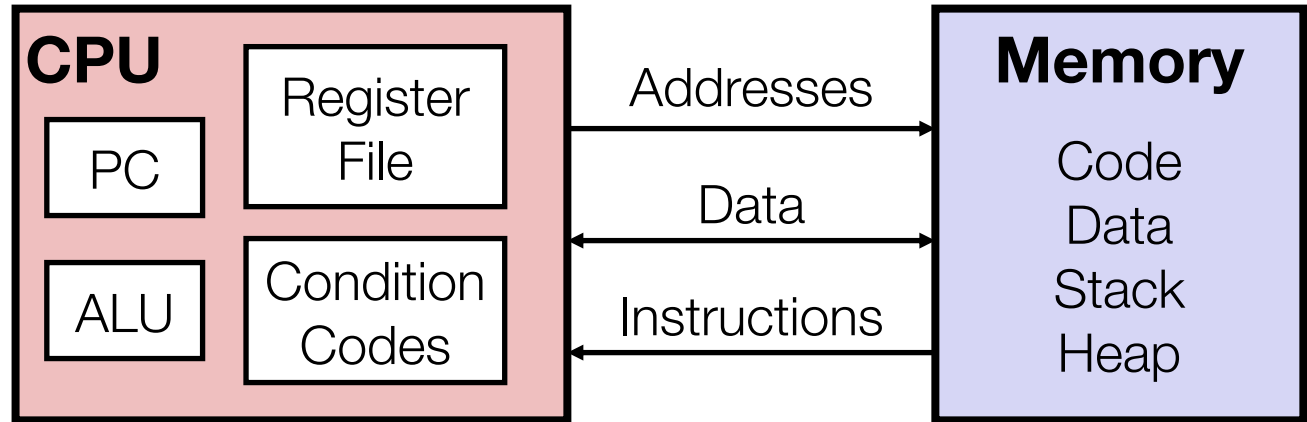 CPU
Register
File
PC
Condition
Codes
ALU
Addresses
Data
Instructions
Memory
Code
Data
Stack
Heap